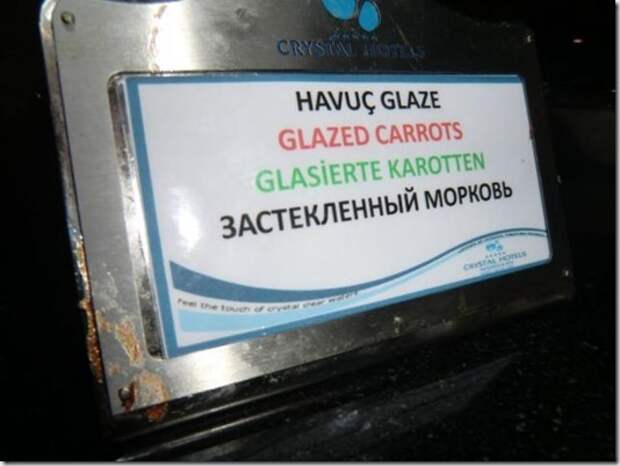 CRYSTAL HOTELS
HAVUÇ GLAZE
GLAZED CARROTS
GLASİERTE KAROTTEN
ЗАСТЕКЛЕННЫЙ МОРКОВЬ
CRYSTAL HOTELS
Feel the touch of crystal clear waters